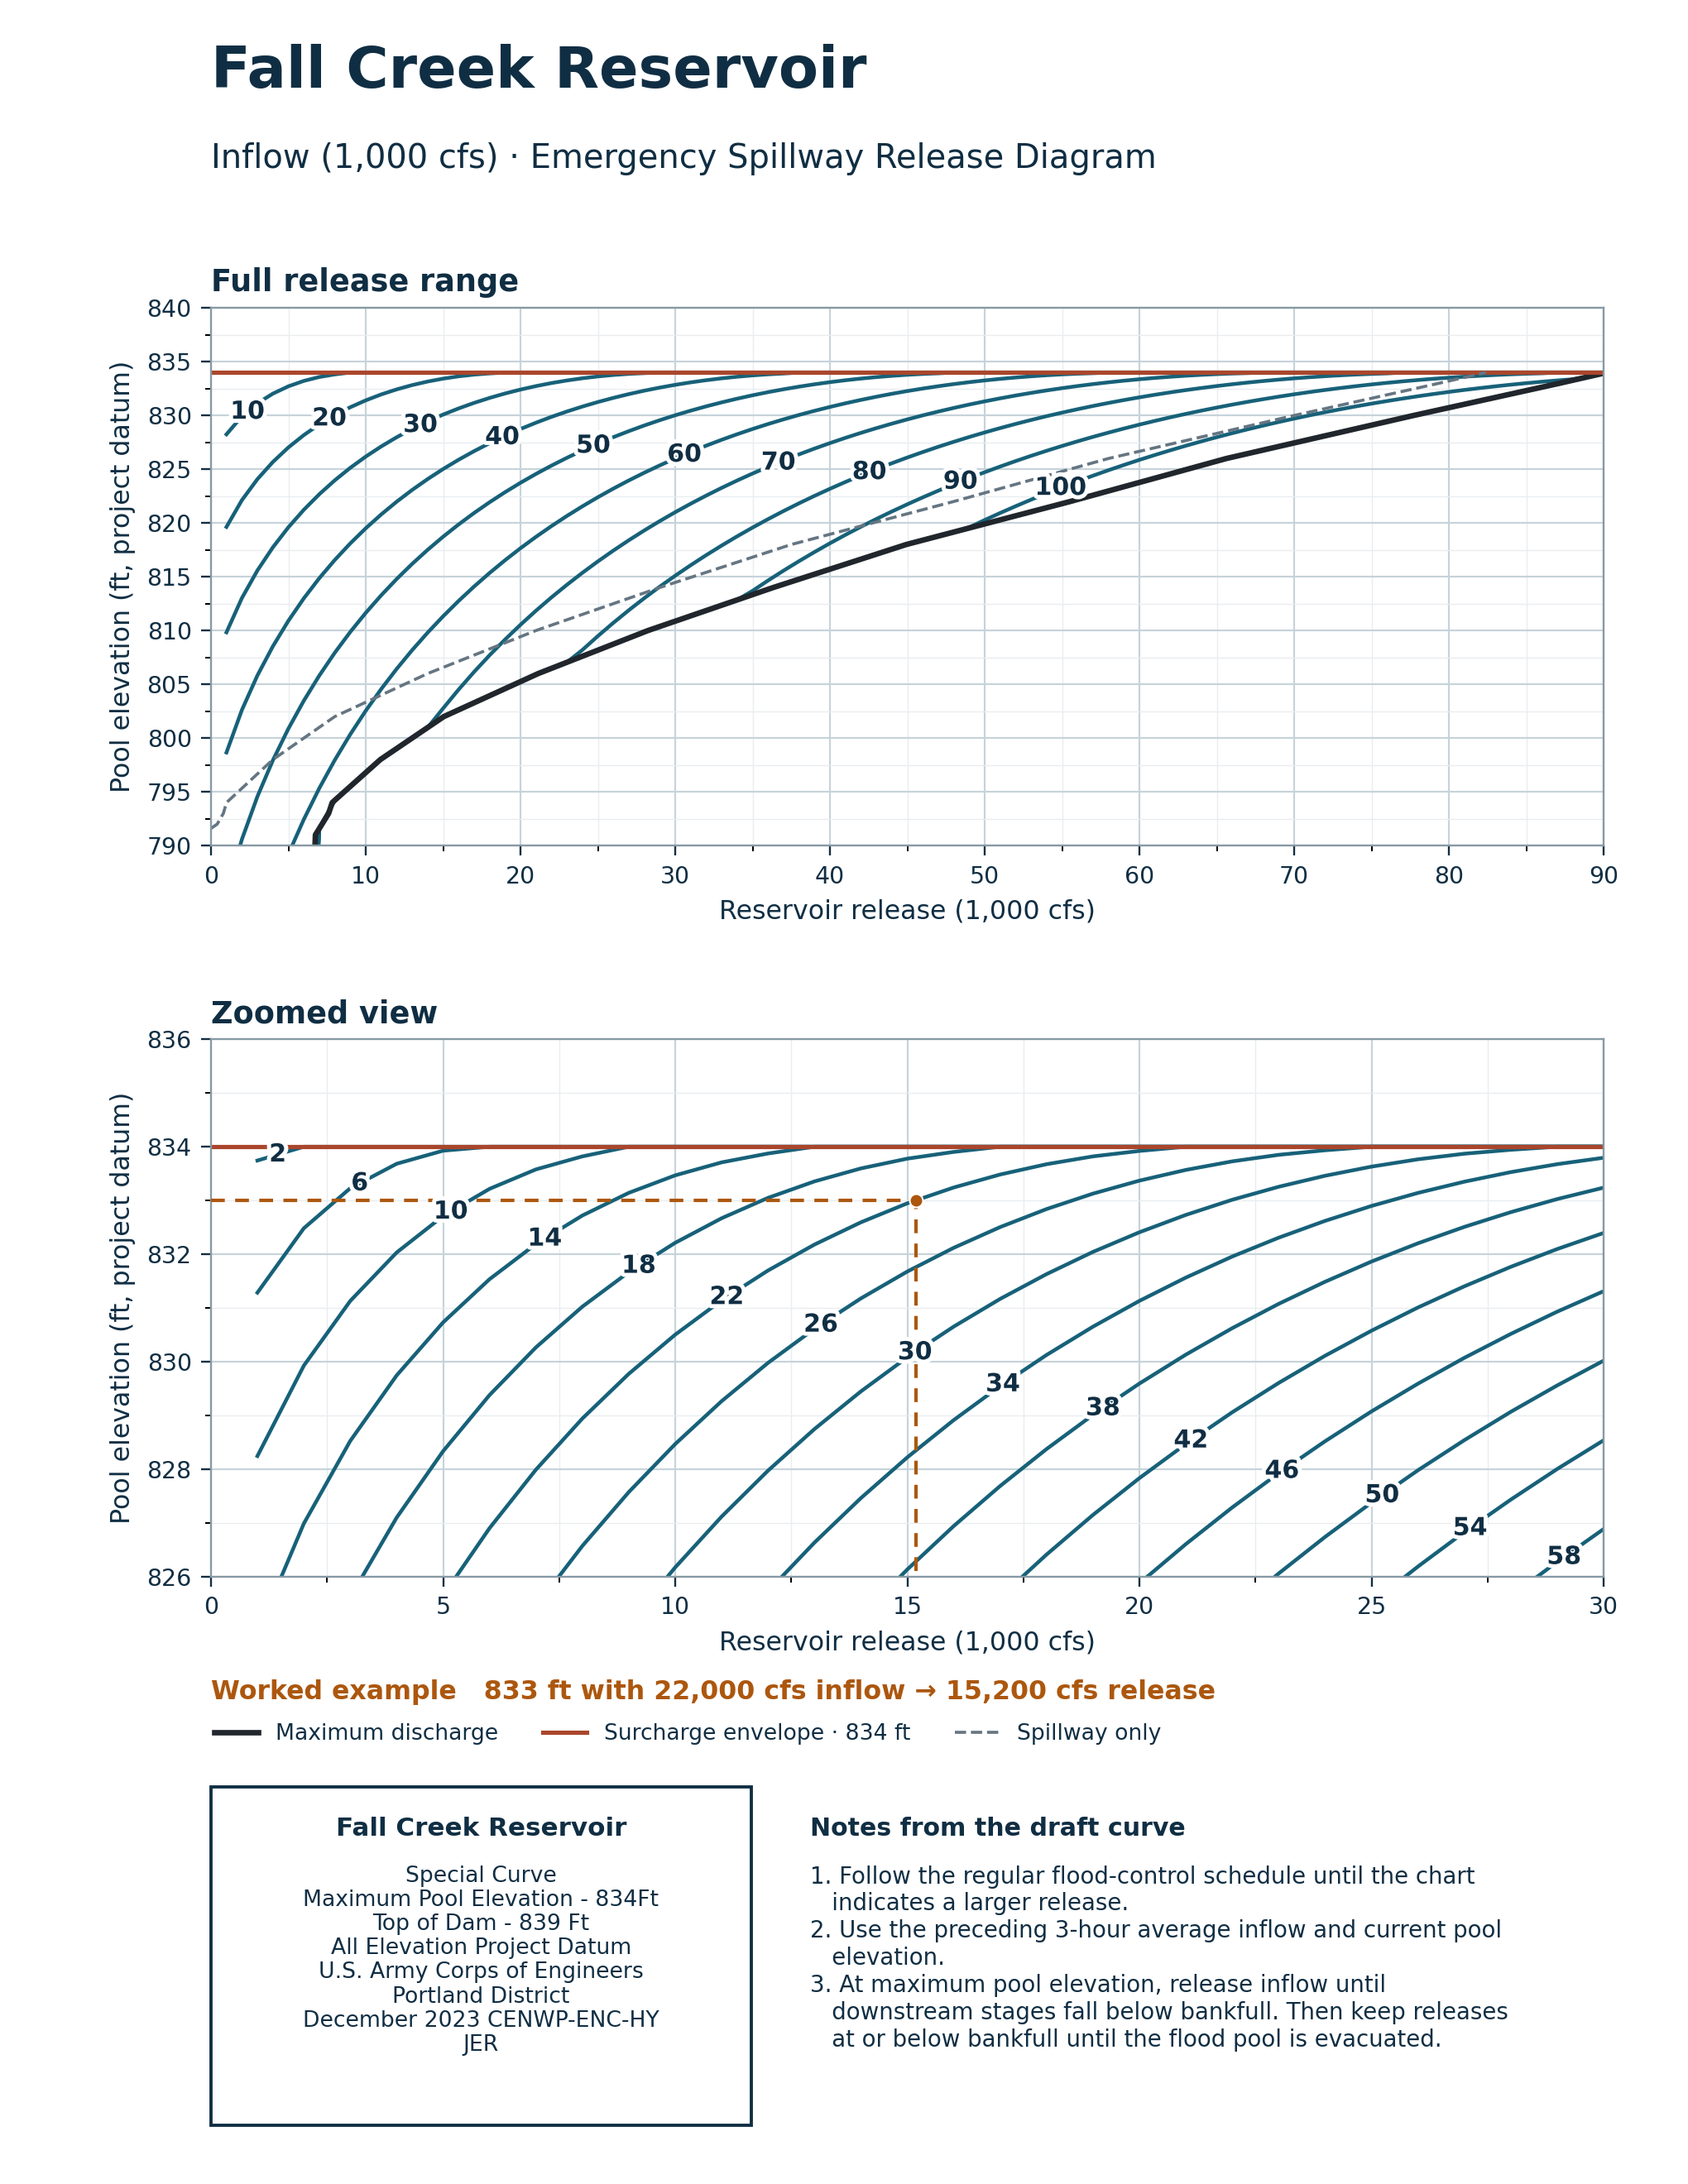 Fall Creek Reservoir
Inflow (1,000 cfs) · Emergency Spillway Release Diagram
Full release range
840
835
830
825
820
815
810
805
800
795
790
Pool elevation (ft, project datum)
10
20
30
40
50
60
70
80
90
100
0
10
20
30
40
50
60
70
80
90
Reservoir release (1,000 cfs)
Zoomed view
836
834
832
830
828
826
Pool elevation (ft, project datum)
2
6
10
14
18
22
26
30
34
38
42
46
50
54
58
0
5
10
15
20
25
30
Reservoir release (1,000 cfs)
Worked example 833 ft with 22,000 cfs inflow → 15,200 cfs release
Maximum discharge
Surcharge envelope · 834 ft
Spillway only
Fall Creek Reservoir
Special Curve
Maximum Pool Elevation - 834Ft
Top of Dam - 839 Ft
All Elevation Project Datum
U.S. Army Corps of Engineers
Portland District
December 2023 CENWP-ENC-HY
JER
Notes from the draft curve
1. Follow the regular flood-control schedule until the chart
indicates a larger release.
2. Use the preceding 3-hour average inflow and current pool
elevation.
3. At maximum pool elevation, release inflow until
downstream stages fall below bankfull. Then keep releases
at or below bankfull until the flood pool is evacuated.